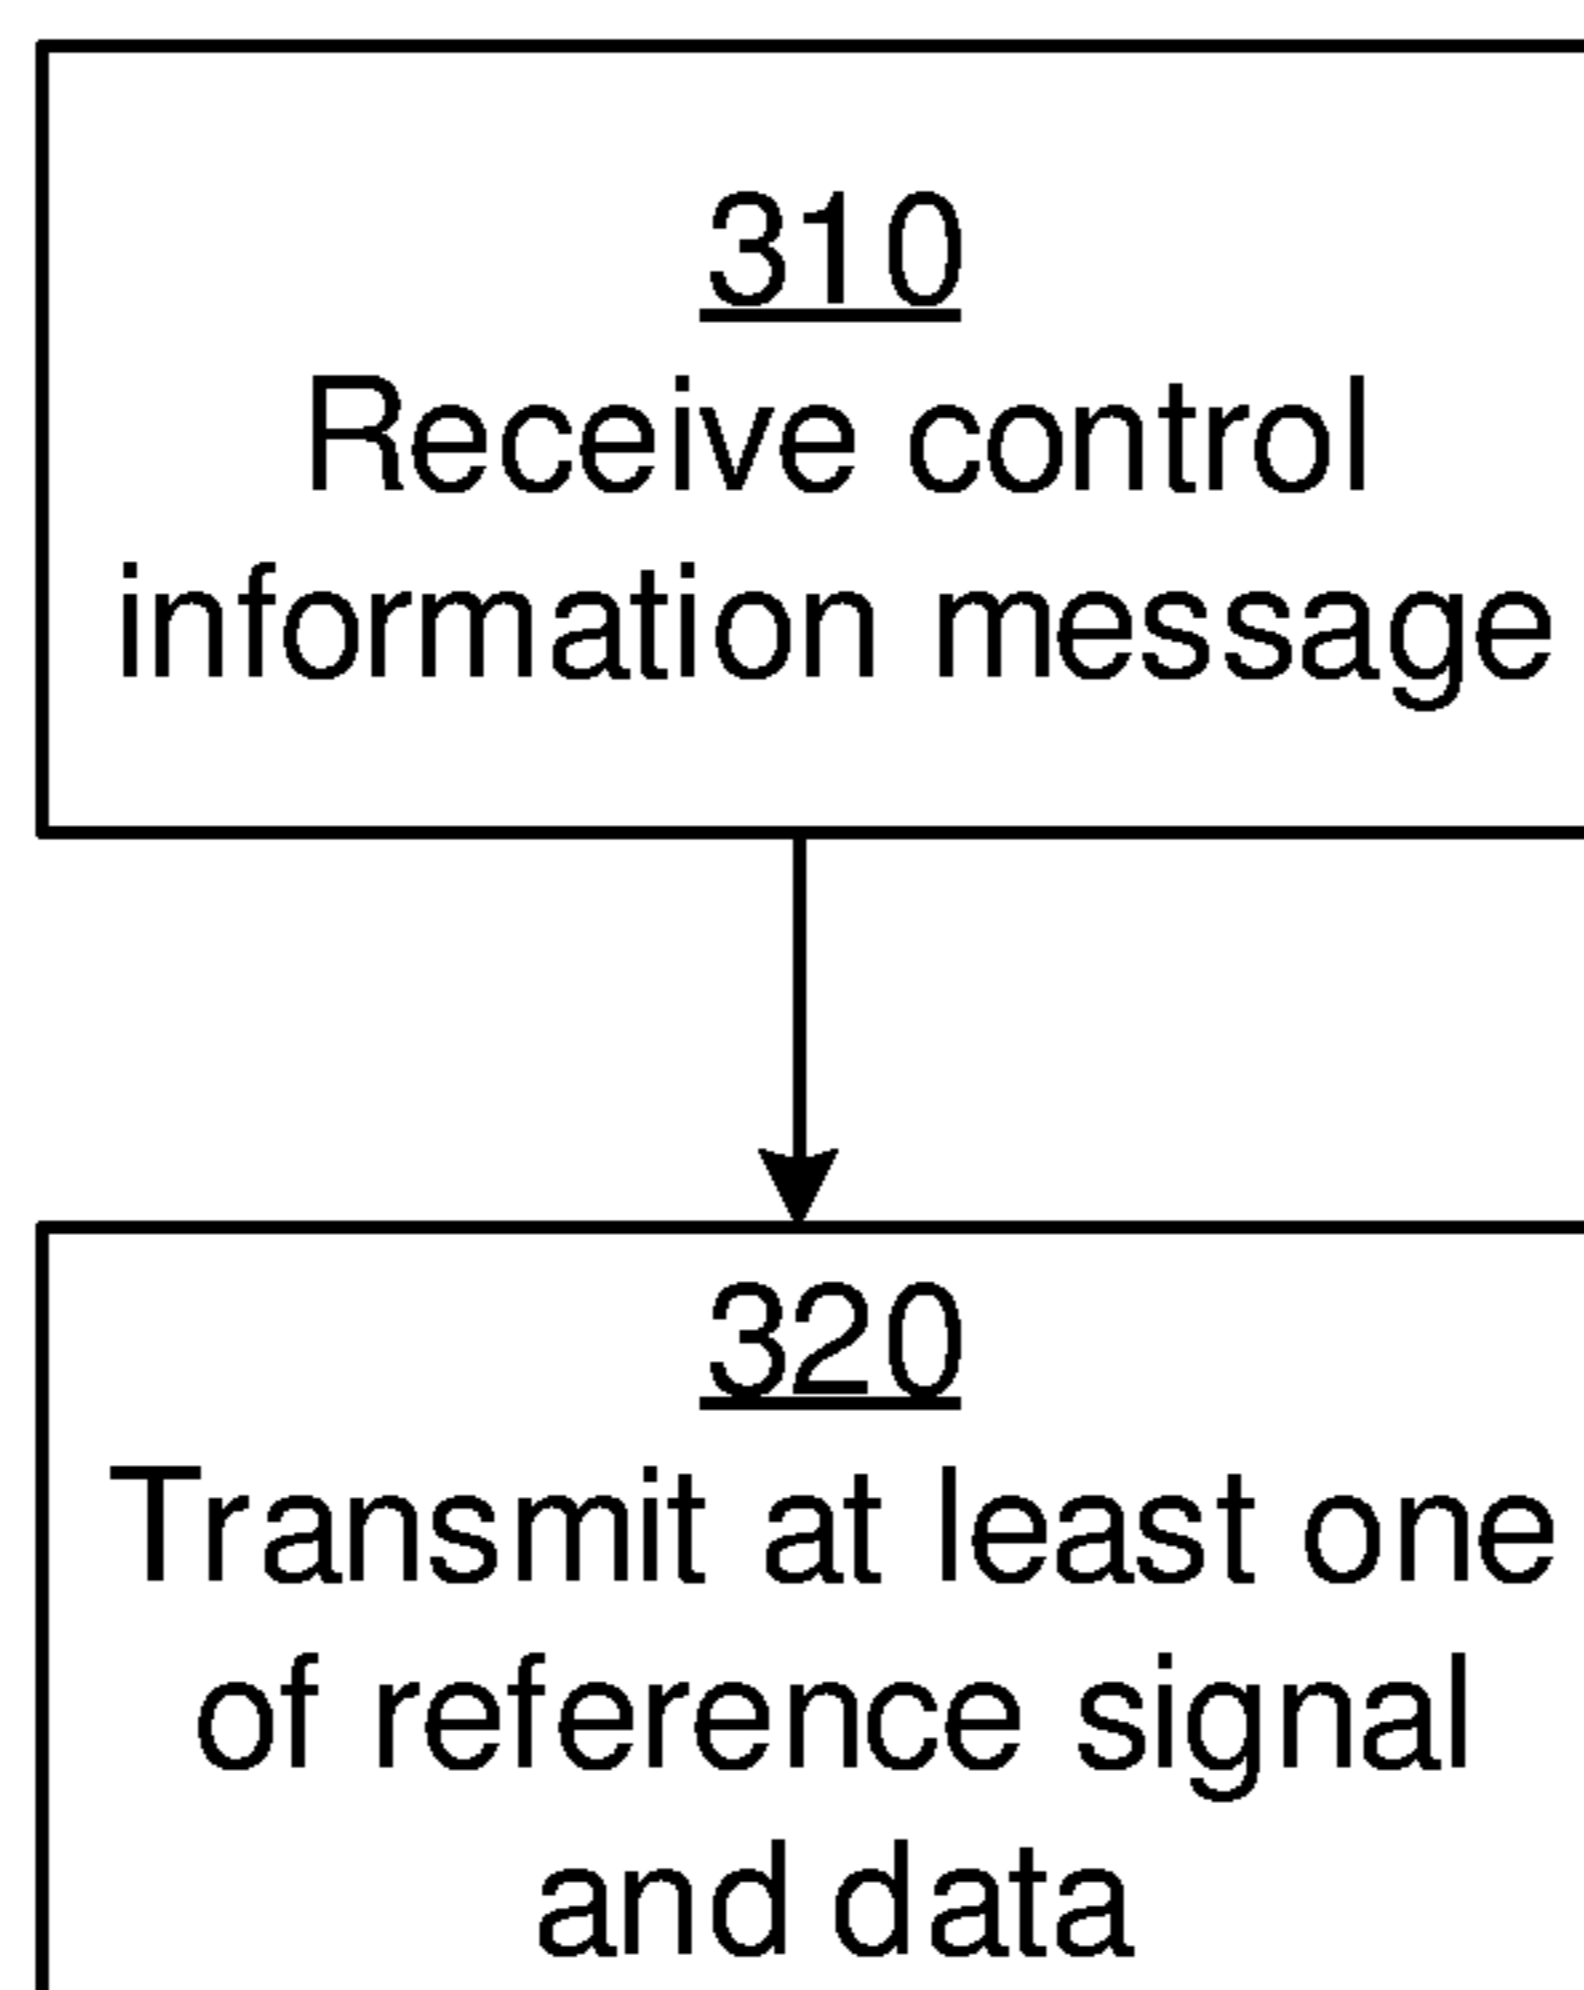 310
Receive control
information message
320
Transmit at least one
of reference signal
and data